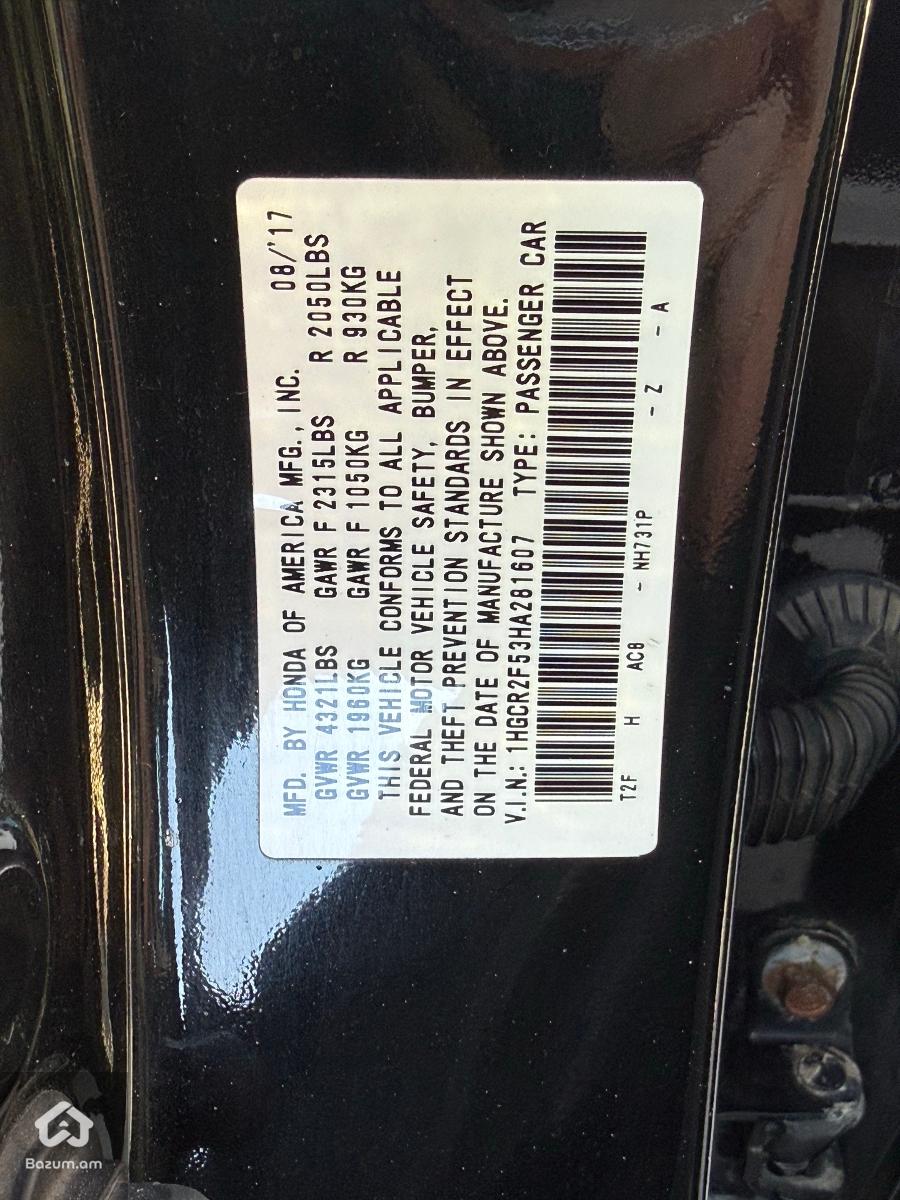 MFD. BY HONDA OF AMERICA MFG., INC. 08/'17
GVWR 4321LBS GAWR F 2315LBS R 2050LBS
GVWR 1960KG GAWR F 1050KG R 930KG
THIS VEHICLE CONFORMS TO ALL APPLICABLE
FEDERAL MOTOR VEHICLE SAFETY, BUMPER,
AND THEFT PREVENTION STANDARDS IN EFFECT
ON THE DATE OF MANUFACTURE SHOWN ABOVE.
V.I.N.: 1HGCR2F53HA281607 TYPE: PASSENGER CAR
T2F H AC8 - NH731P - Z - A
Bazum.am